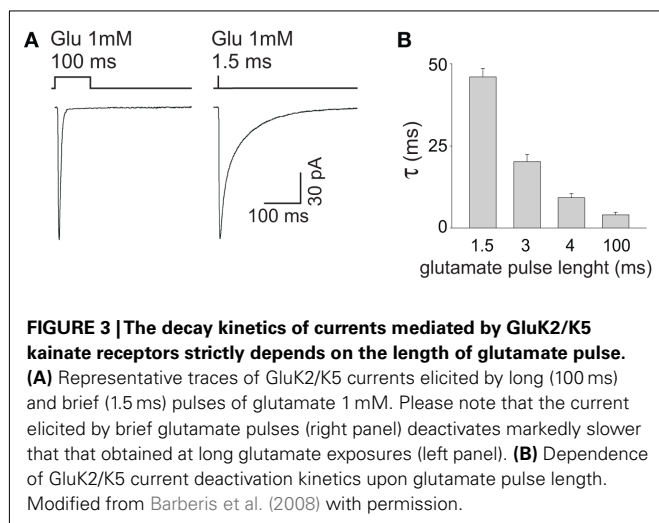 A
Glu 1mM
100 ms
Glu 1mM
1.5 ms
100 ms
30 pA
B
50
25
0
τ (ms)
1.5 3 4 100
glutamate pulse lenght (ms)
FIGURE 3 | The decay kinetics of currents mediated by GluK2/K5
kainate receptors strictly depends on the length of glutamate pulse.
(A) Representative traces of GluK2/K5 currents elicited by long (100 ms)
and brief (1.5 ms) pulses of glutamate 1 mM. Please note that the current
elicited by brief glutamate pulses (right panel) deactivates markedly slower
that that obtained at long glutamate exposures (left panel). (B) Dependence
of GluK2/K5 current deactivation kinetics upon glutamate pulse length.
Modified from Barberis et al. (2008) with permission.